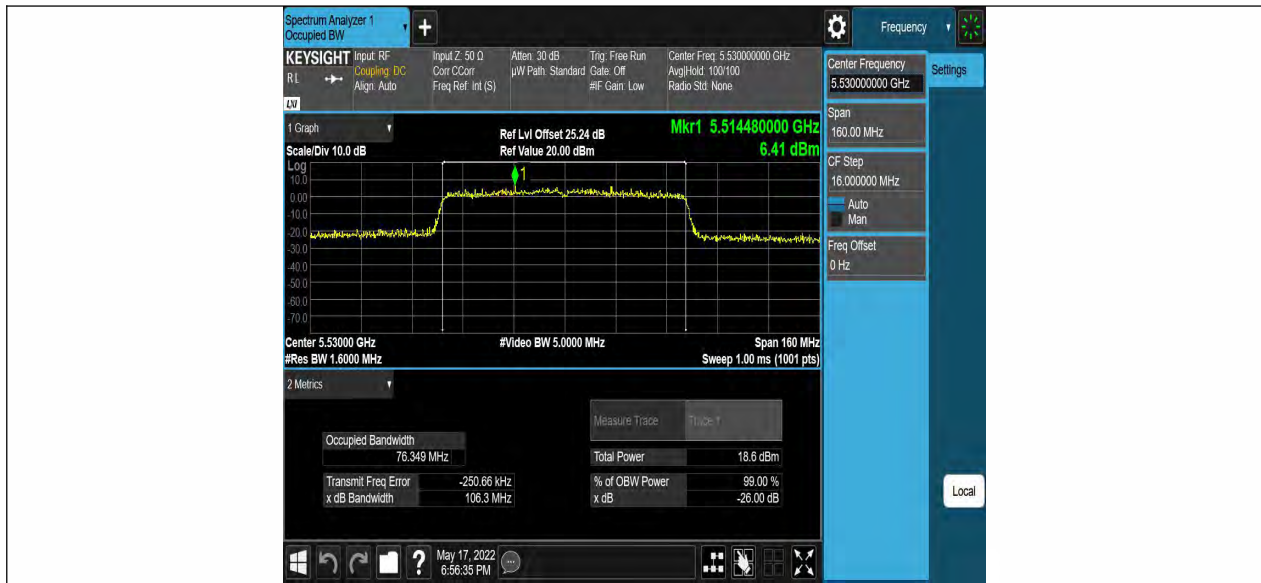 Spectrum Analyzer 1
Occupied BW
+
Frequency
KEYSIGHT
RL
LXI
Input: RF
Coupling: DC
Align: Auto
Input Z: 50 Ω
Corr CCorr
Freq Ref: Int (S)
Atten: 30 dB
µW Path: Standard
Trig: Free Run
Gate: Off
#IF Gain: Low
Center Freq: 5.530000000 GHz
Avg|Hold: 100/100
Radio Std: None
Center Frequency
5.530000000 GHz
Settings
Span
160.00 MHz
CF Step
16.000000 MHz
Auto
Man
Freq Offset
0 Hz
1 Graph
Ref Lvl Offset 25.24 dB
Mkr1 5.514480000 GHz
Scale/Div 10.0 dB
Ref Value 20.00 dBm
6.41 dBm
Log
1
10.0
0.00
-10.0
-20.0
-30.0
-40.0
-50.0
-60.0
-70.0
Center 5.53000 GHz
#Video BW 5.0000 MHz
Span 160 MHz
#Res BW 1.6000 MHz
Sweep 1.00 ms (1001 pts)
2 Metrics
Measure Trace
Trace 1
Occupied Bandwidth
76.349 MHz
Total Power
18.6 dBm
Transmit Freq Error
-250.66 kHz
% of OBW Power
99.00 %
x dB Bandwidth
106.3 MHz
x dB
-26.00 dB
Local
?
May 17, 2022
6:56:35 PM